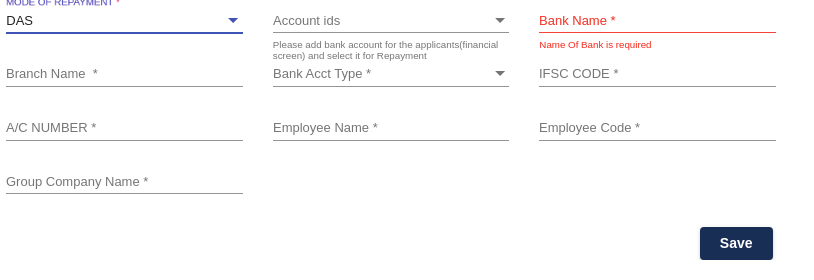 MODE OF REPAYMENT *
DAS
Account ids
Bank Name *
Please add bank account for the applicants(financial
screen) and select it for Repayment
Name Of Bank is required
Branch Name *
Bank Acct Type *
IFSC CODE *
A/C NUMBER *
Employee Name *
Employee Code *
Group Company Name *
Save